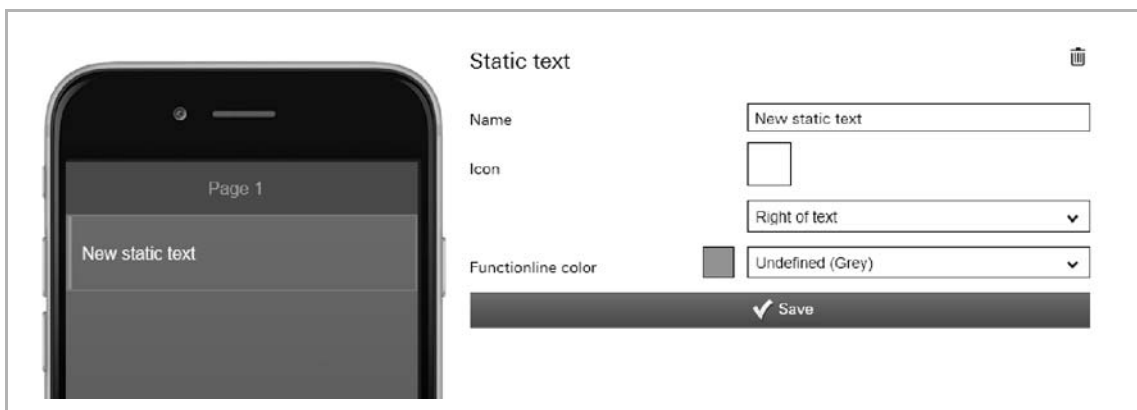 Page 1
New static text
Static text
Name
New static text
Icon
Right of text
Functionline color
Undefined (Grey)
Save